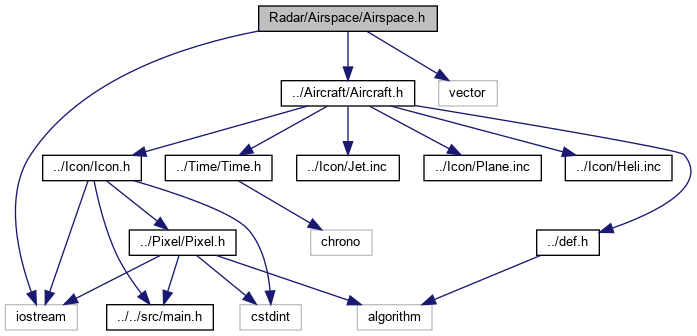 Radar/Airspace/Airspace.h
../Aircraft/Aircraft.h
vector
../Icon/Icon.h
../Time/Time.h
../Icon/Jet.inc
../Icon/Plane.inc
../Icon/Heli.inc
../Pixel/Pixel.h
chrono
../def.h
iostream
../../src/main.h
cstdint
algorithm